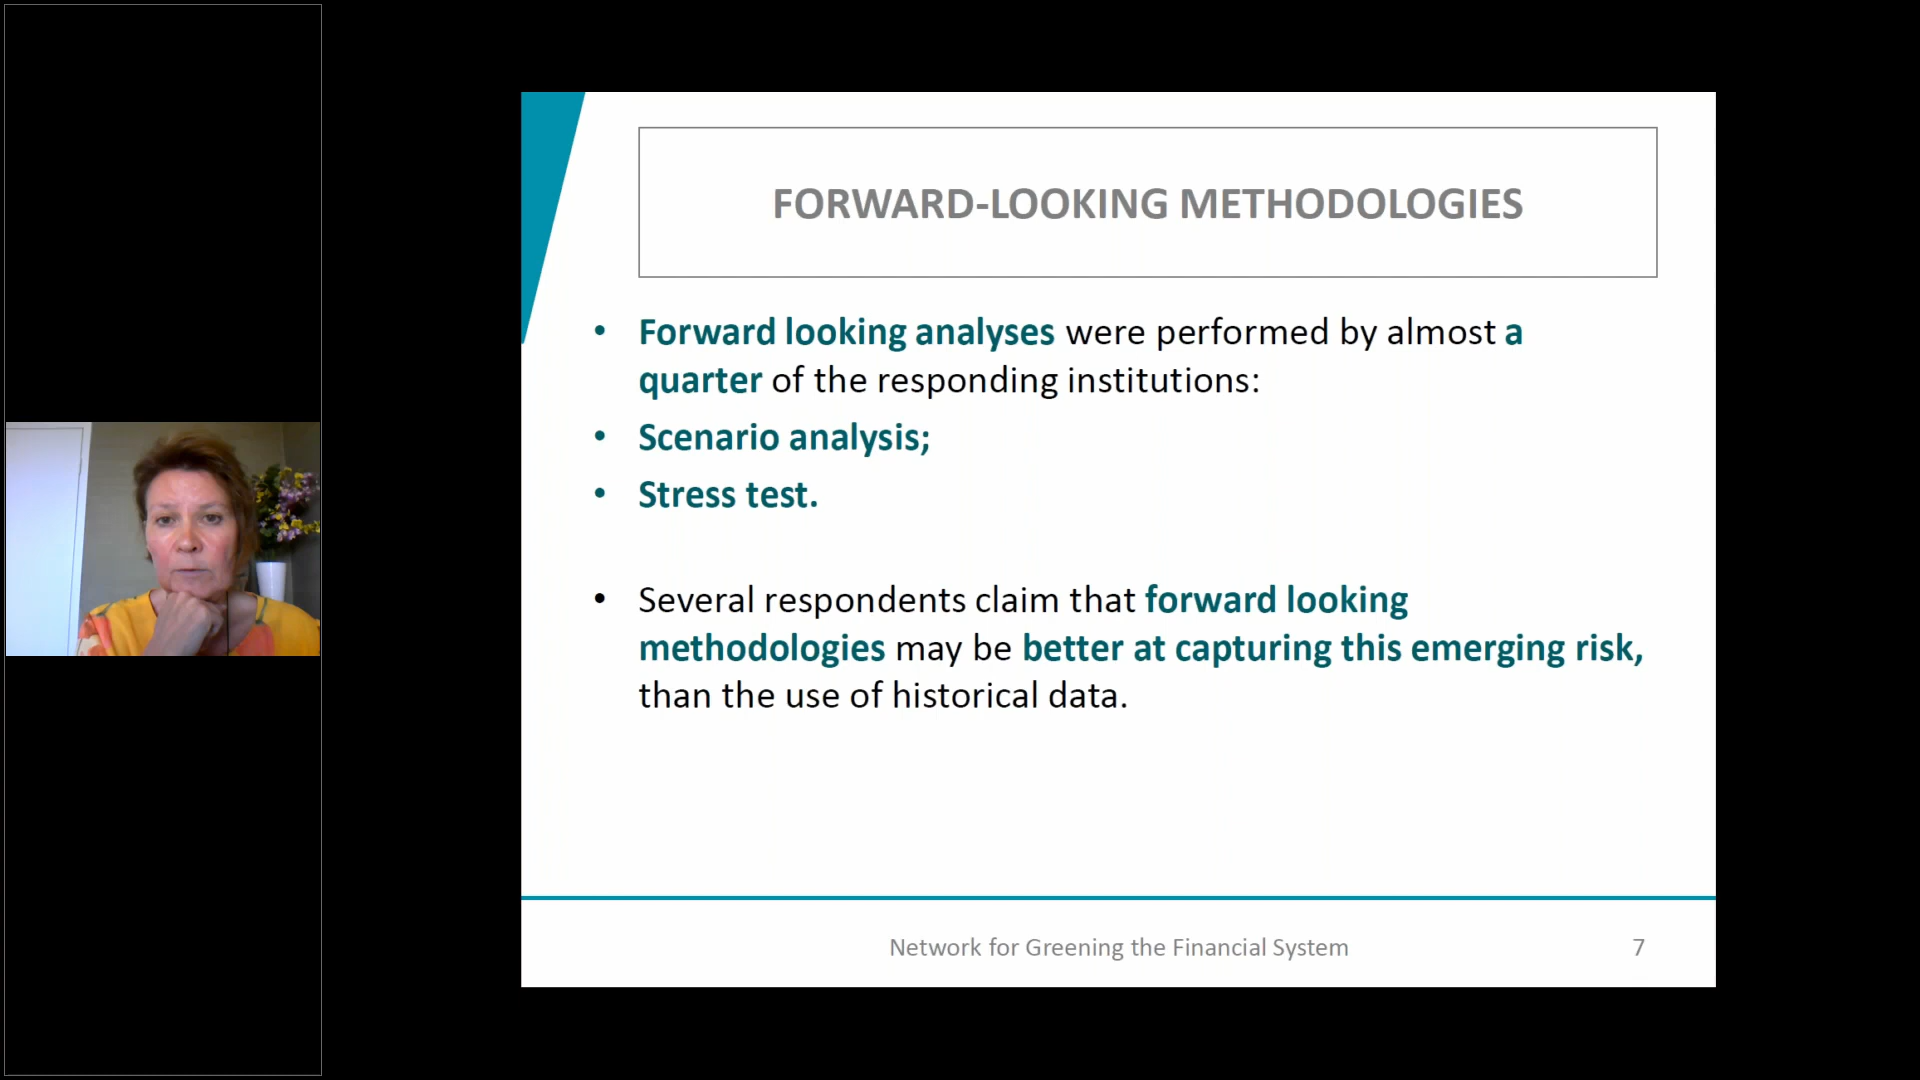 FORWARD-LOOKING METHODOLOGIES
• Forward looking analyses were performed by almost a
quarter of the responding institutions:
• Scenario analysis;
• Stress test.
• Several respondents claim that forward looking
methodologies may be better at capturing this emerging risk,
than the use of historical data.
Network for Greening the Financial System
7